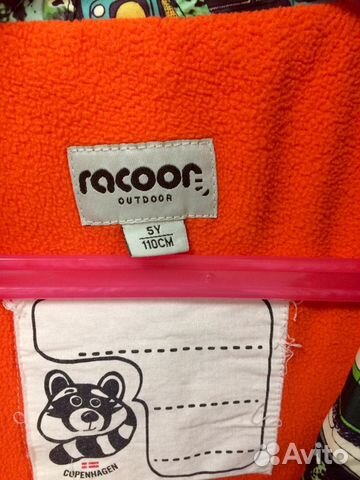 racoon
OUTDOOR
5Y
110CM
COPENHAGEN
Avito